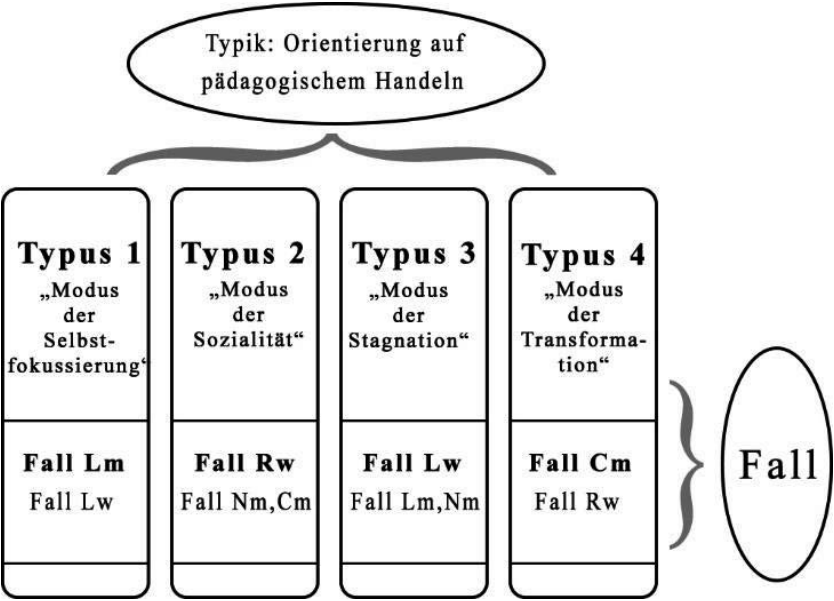 Typik: Orientierung auf
pädagogischem Handeln
Typus 1
„Modus
der
Selbst-
fokussierung“
Fall Lm
Fall Lw
Typus 2
„Modus
der
Sozialität“
Fall Rw
Fall Nm,Cm
Typus 3
„Modus
der
Stagnation“
Fall Lw
Fall Lm,Nm
Typus 4
„Modus
der
Transforma-
tion“
Fall Cm
Fall Rw
Fall